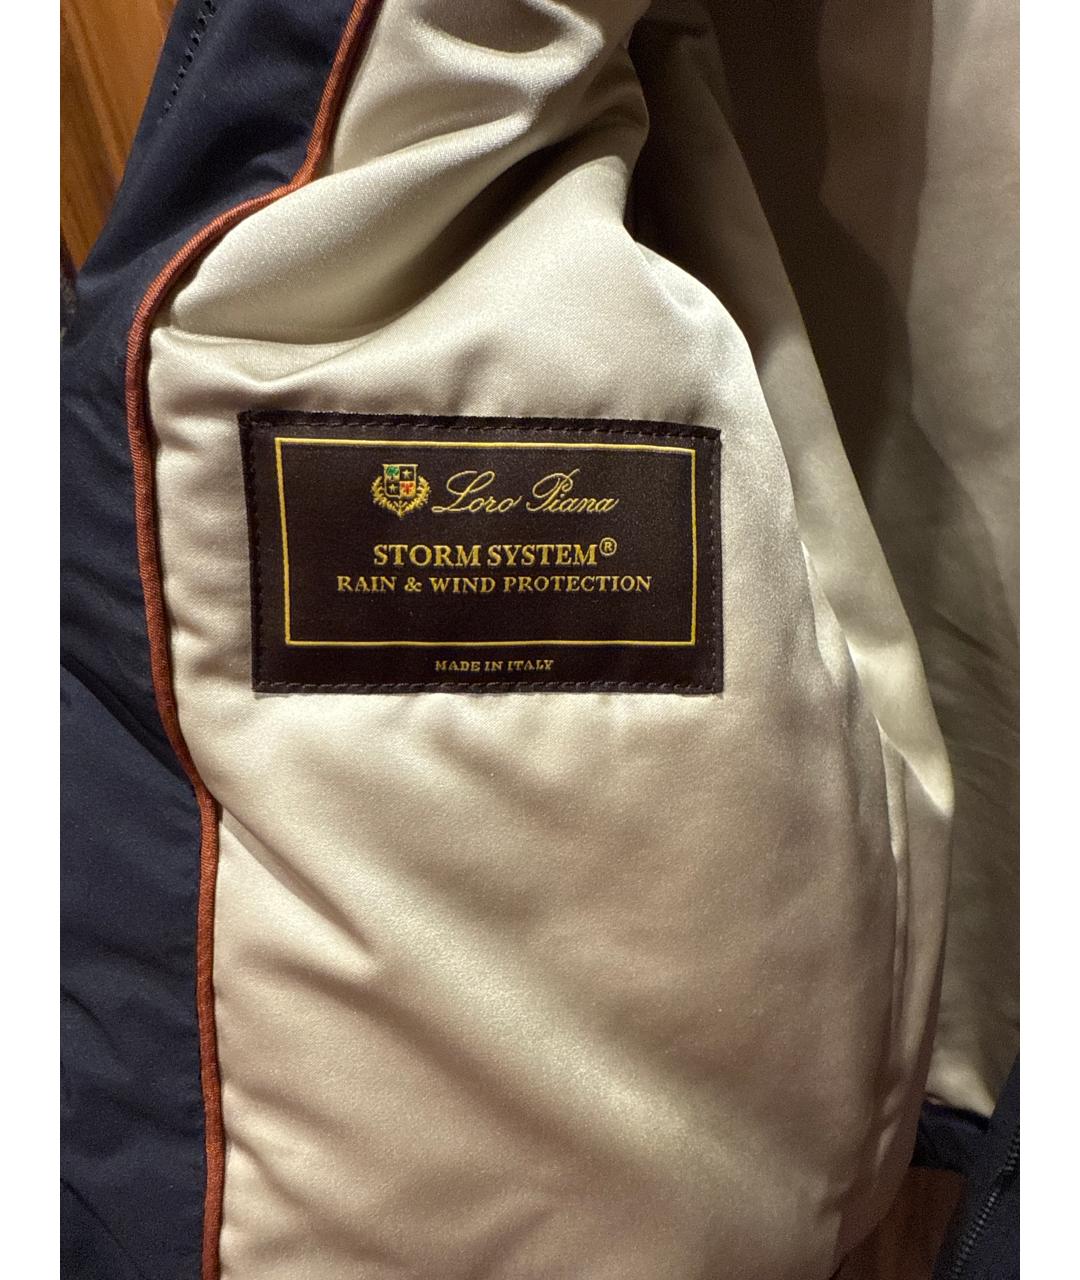 Loro Piana
STORM SYSTEM®
RAIN & WIND PROTECTION
MADE IN ITALY